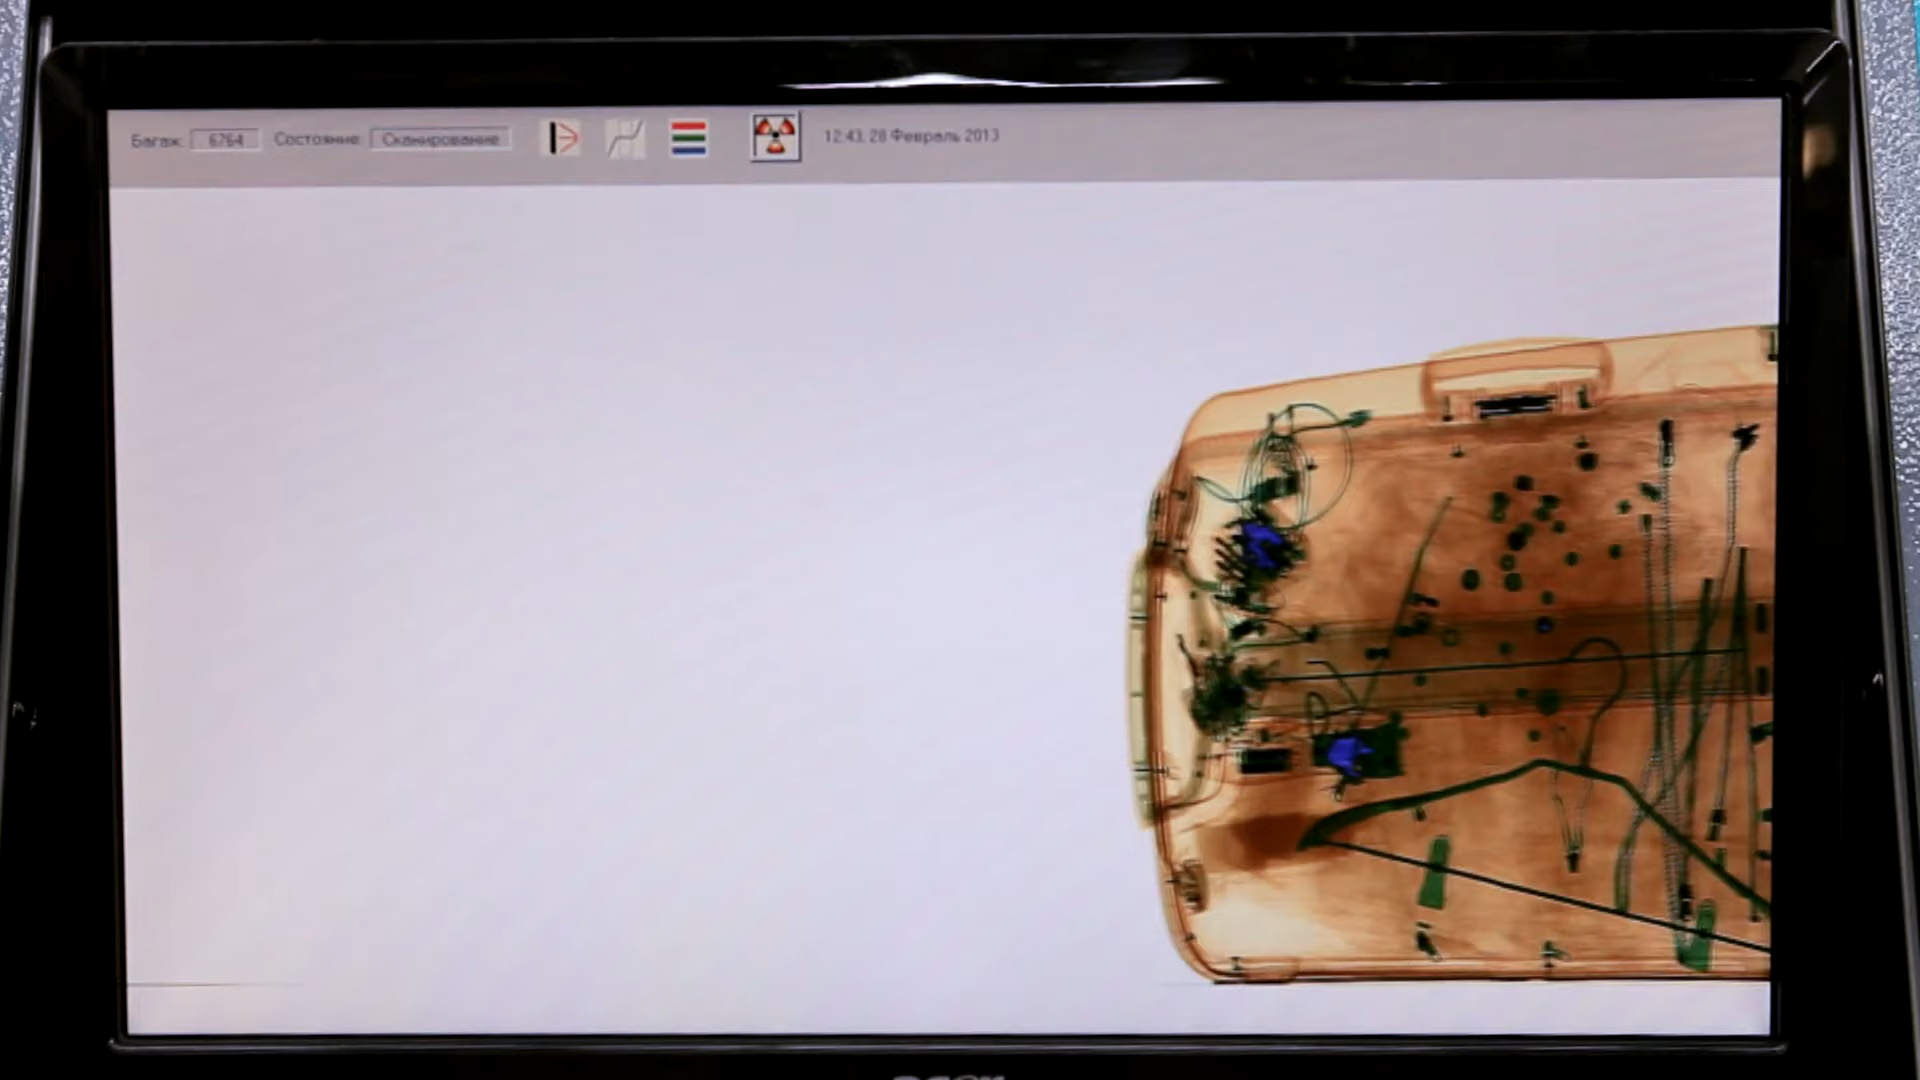 Багаж: 6764 Состояние: Сканирование 12:43, 28 Февраль 2013